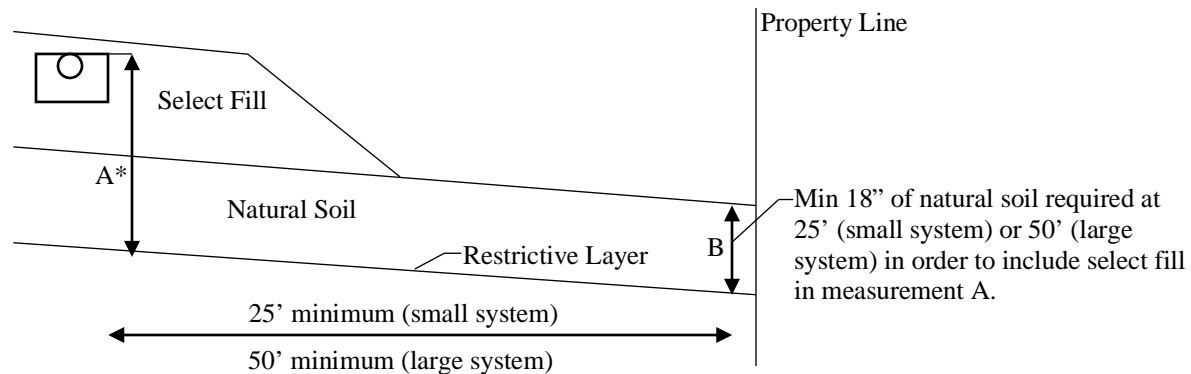 Property Line
Select Fill
A*
Natural Soil
Min 18” of natural soil required at
25’ (small system) or 50’ (large
system) in order to include select fill
in measurement A.
B
Restrictive Layer
25’ minimum (small system)
50’ minimum (large system)